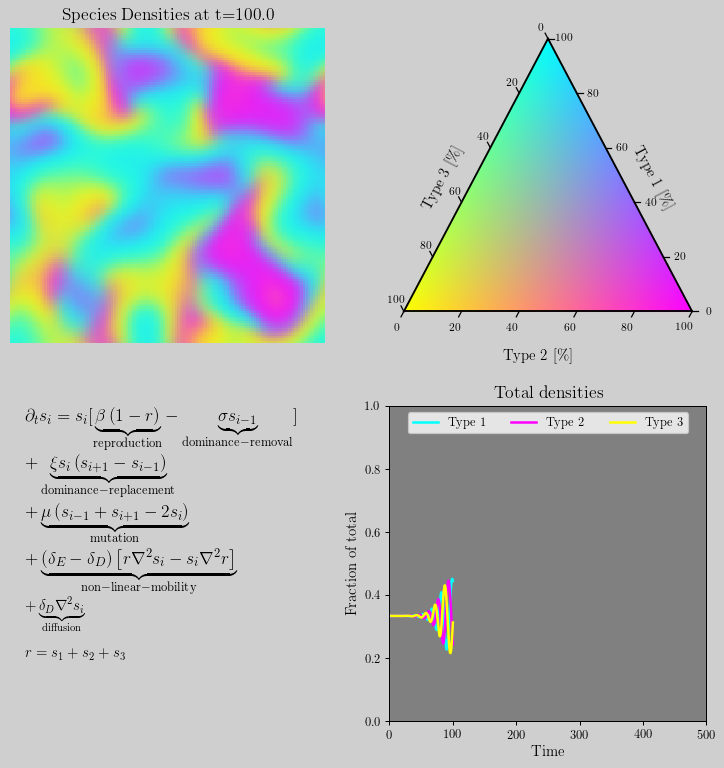 Species Densities at t=100.0
0
100
20
80
40
60
Type 3 [%]
Type 1 [%]
60
40
80
20
100
0
0
20
40
60
80
100
Type 2 [%]
∂ₜsᵢ = sᵢ[β(1 − r) − σsᵢ₋₁]
reproduction dominance−removal
+ ξsᵢ(sᵢ₊₁ − sᵢ₋₁)
dominance−replacement
+ μ(sᵢ₋₁ + sᵢ₊₁ − 2sᵢ)
mutation
+ (δ_E − δ_D)[r∇²sᵢ − sᵢ∇²r]
non−linear−mobility
+ δ_D∇²sᵢ
diffusion
r = s₁ + s₂ + s₃
Total densities
Type 1 Type 2 Type 3
Fraction of total
1.0
0.8
0.6
0.4
0.2
0.0
0 100 200 300 400 500
Time